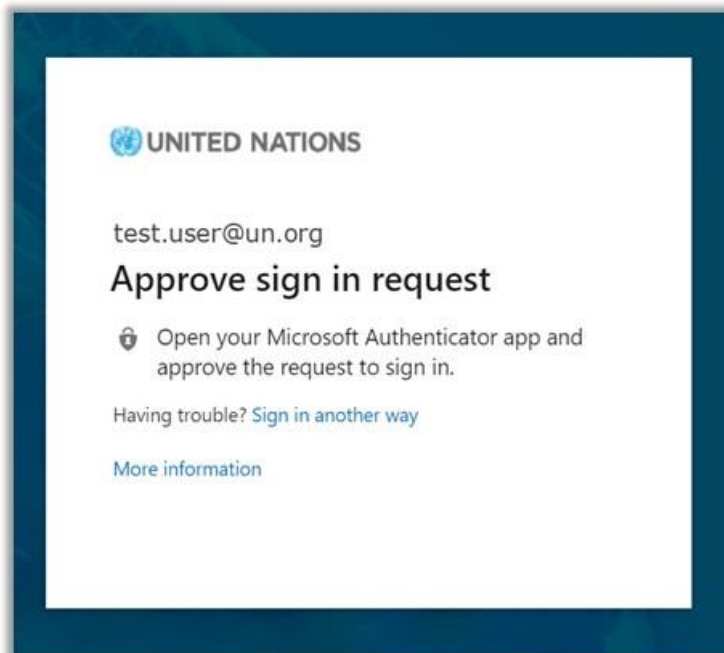 UNITED NATIONS
test.user@un.org
Approve sign in request
Open your Microsoft Authenticator app and
approve the request to sign in.
Having trouble? Sign in another way
More information